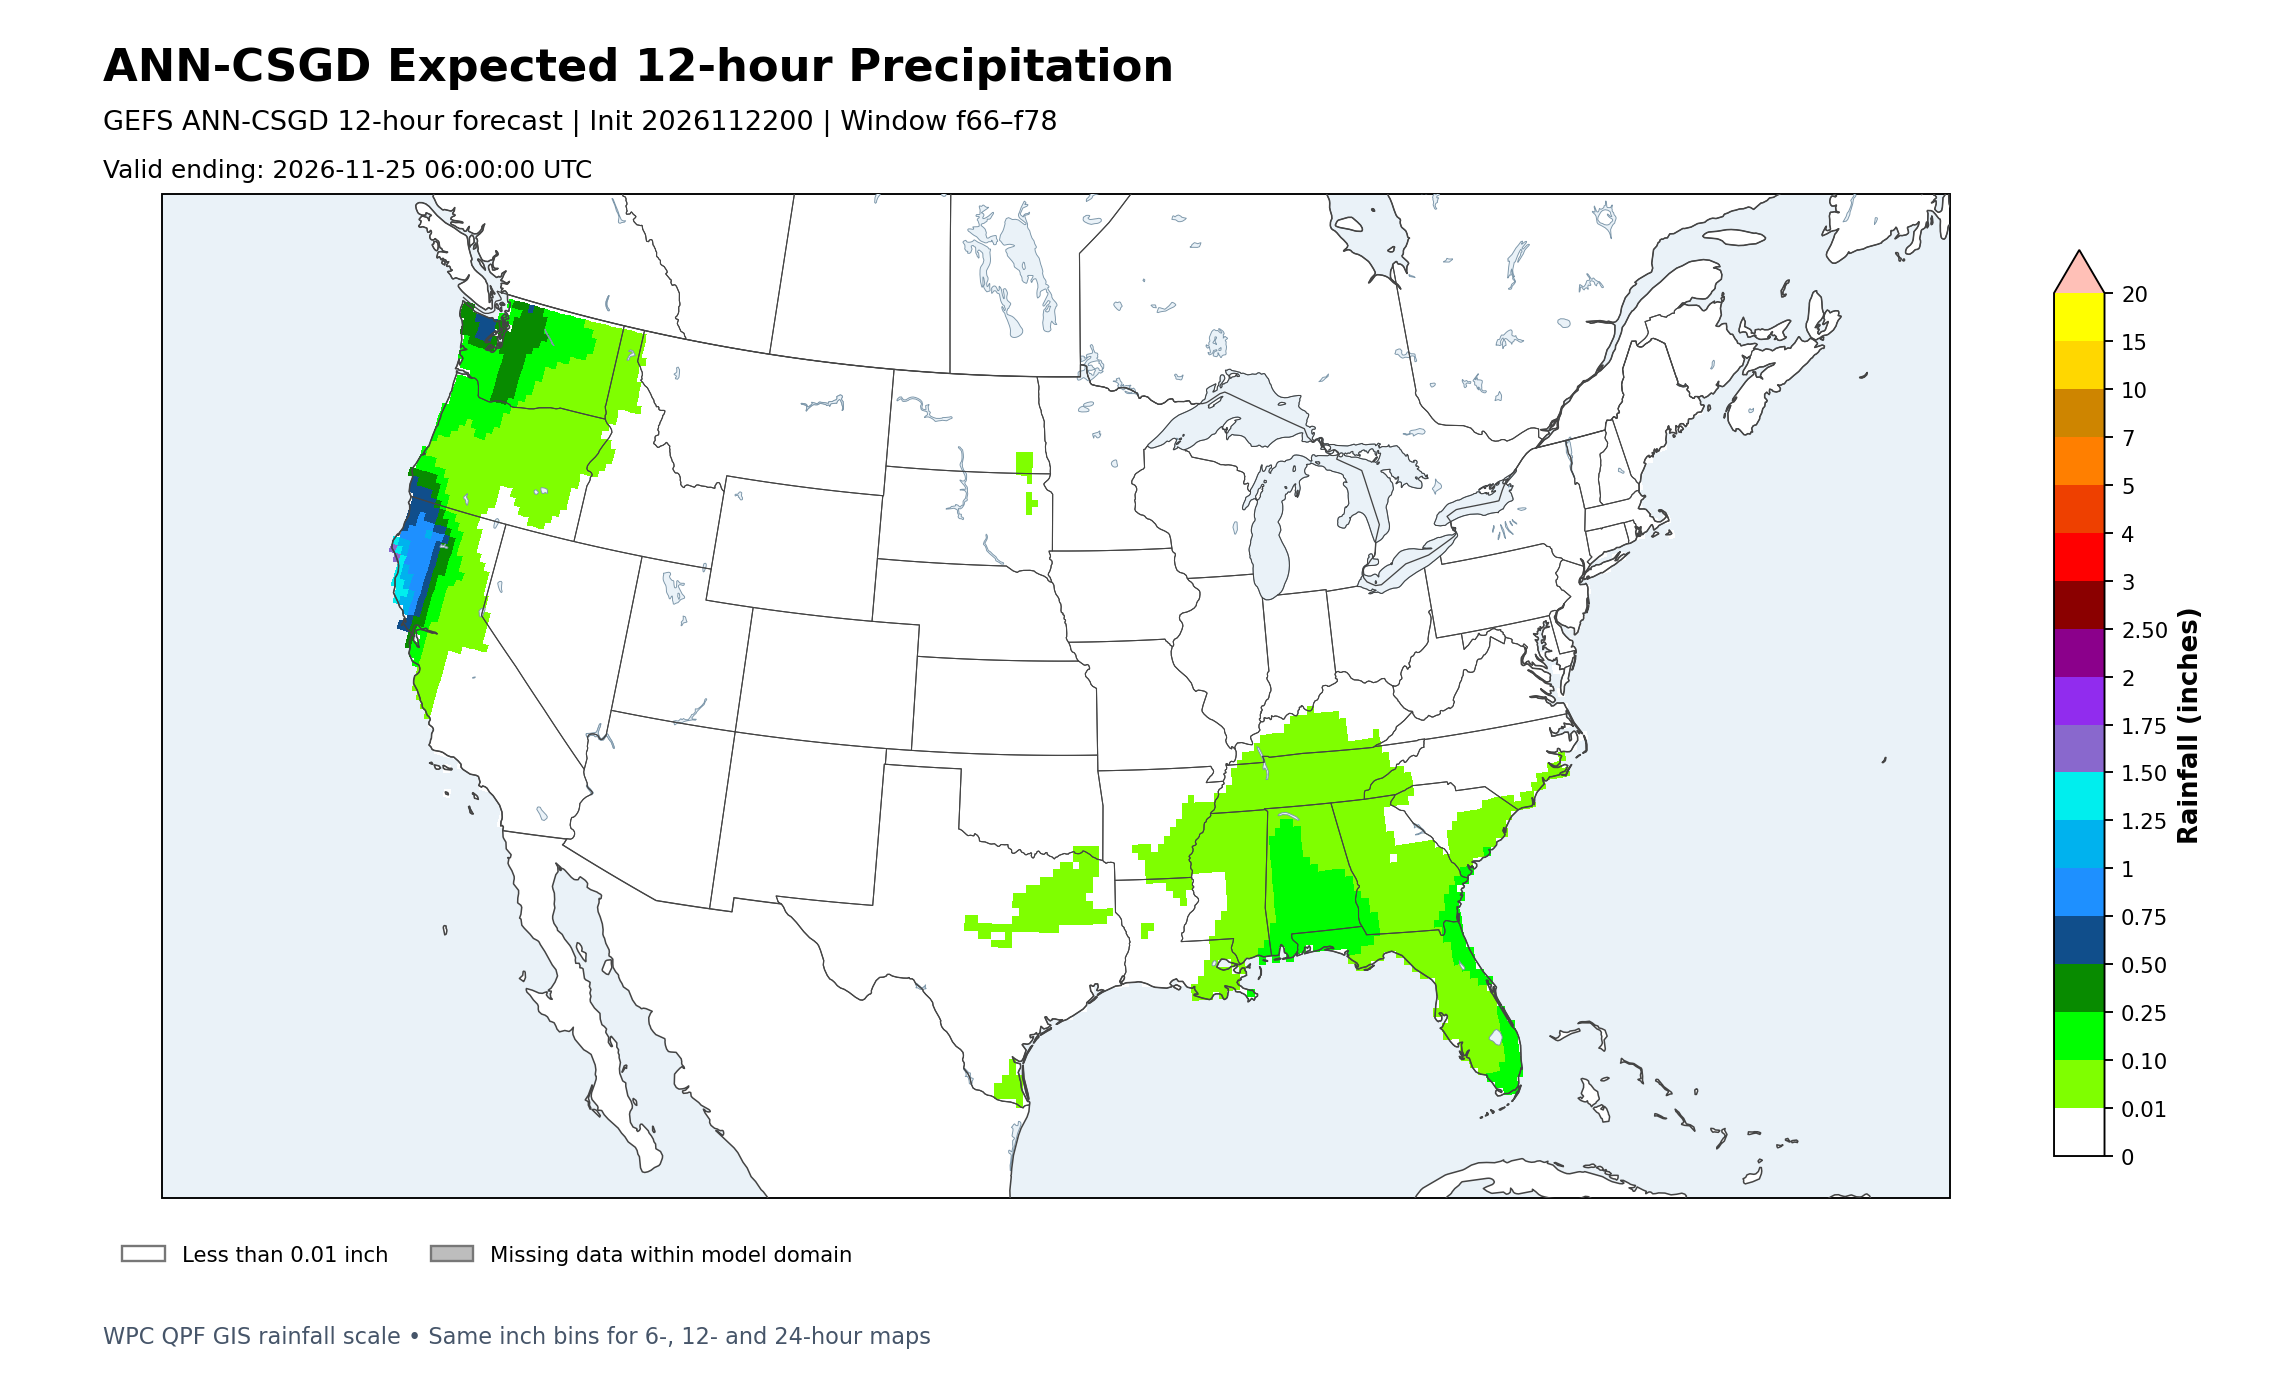 ANN-CSGD Expected 12-hour Precipitation
GEFS ANN-CSGD 12-hour forecast | Init 2026112200 | Window f66–f78
Valid ending: 2026-11-25 06:00:00 UTC
20
15
10
7
5
4
3
2.50
2
1.75
1.50
1.25
1
0.75
0.50
0.25
0.10
0.01
0
Rainfall (inches)
Less than 0.01 inch
Missing data within model domain
WPC QPF GIS rainfall scale • Same inch bins for 6-, 12- and 24-hour maps